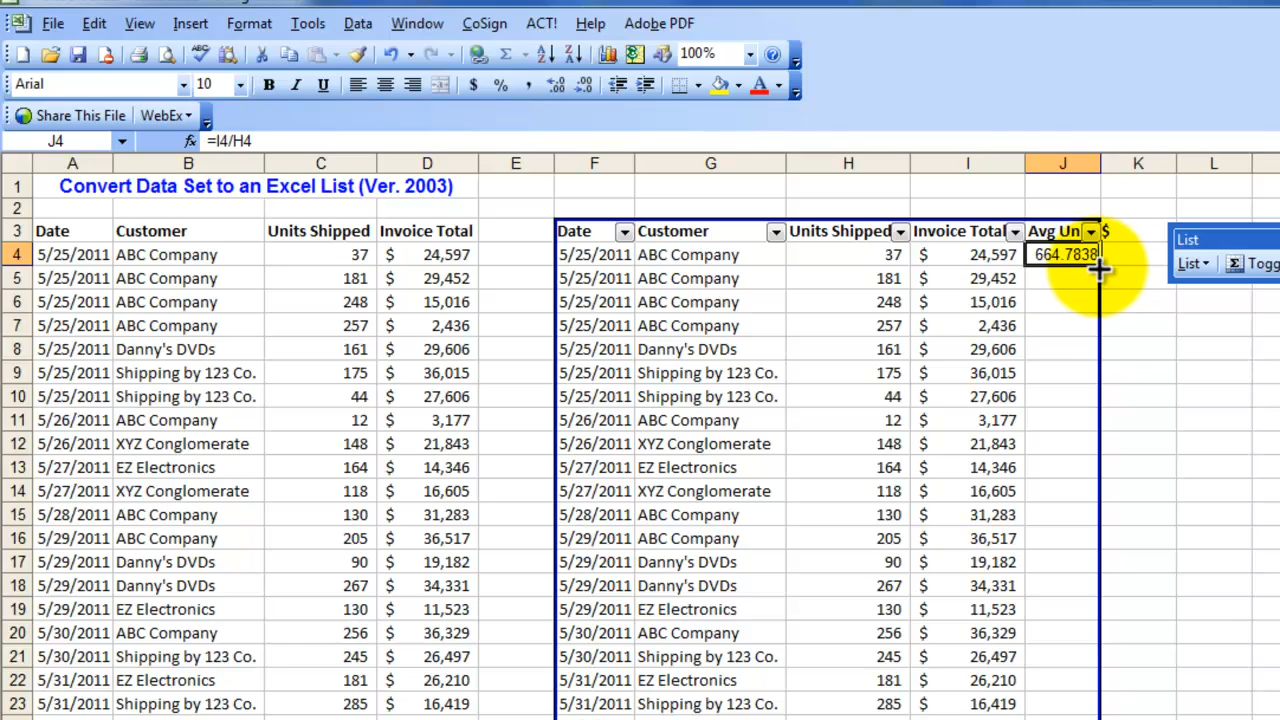 File Edit View Insert Format Tools Data Window CoSign ACT! Help Adobe PDF
100%
Arial 10 B I U $ % ,
Share This File WebEx
J4 fx =I4/H4
A B C D E F G H I J K L
1 Convert Data Set to an Excel List (Ver. 2003)
2
3 Date Customer Units Shipped Invoice Total Date Customer Units Shipped Invoice Total Avg Un $
4 5/25/2011 ABC Company 37 $ 24,597 5/25/2011 ABC Company 37 $ 24,597 664.7838
5 5/25/2011 ABC Company 181 $ 29,452 5/25/2011 ABC Company 181 $ 29,452
6 5/25/2011 ABC Company 248 $ 15,016 5/25/2011 ABC Company 248 $ 15,016
7 5/25/2011 ABC Company 257 $ 2,436 5/25/2011 ABC Company 257 $ 2,436
8 5/25/2011 Danny's DVDs 161 $ 29,606 5/25/2011 Danny's DVDs 161 $ 29,606
9 5/25/2011 Shipping by 123 Co. 175 $ 36,015 5/25/2011 Shipping by 123 Co. 175 $ 36,015
10 5/25/2011 Shipping by 123 Co. 44 $ 27,606 5/25/2011 Shipping by 123 Co. 44 $ 27,606
11 5/26/2011 ABC Company 12 $ 3,177 5/26/2011 ABC Company 12 $ 3,177
12 5/26/2011 XYZ Conglomerate 148 $ 21,843 5/26/2011 XYZ Conglomerate 148 $ 21,843
13 5/27/2011 EZ Electronics 164 $ 14,346 5/27/2011 EZ Electronics 164 $ 14,346
14 5/27/2011 XYZ Conglomerate 118 $ 16,605 5/27/2011 XYZ Conglomerate 118 $ 16,605
15 5/28/2011 ABC Company 130 $ 31,283 5/28/2011 ABC Company 130 $ 31,283
16 5/29/2011 ABC Company 205 $ 36,517 5/29/2011 ABC Company 205 $ 36,517
17 5/29/2011 Danny's DVDs 90 $ 19,182 5/29/2011 Danny's DVDs 90 $ 19,182
18 5/29/2011 Danny's DVDs 267 $ 34,331 5/29/2011 Danny's DVDs 267 $ 34,331
19 5/29/2011 EZ Electronics 130 $ 11,523 5/29/2011 EZ Electronics 130 $ 11,523
20 5/30/2011 ABC Company 256 $ 36,329 5/30/2011 ABC Company 256 $ 36,329
21 5/30/2011 Shipping by 123 Co. 245 $ 26,497 5/30/2011 Shipping by 123 Co. 245 $ 26,497
22 5/31/2011 EZ Electronics 181 $ 26,210 5/31/2011 EZ Electronics 181 $ 26,210
23 5/31/2011 Shipping by 123 Co. 285 $ 16,419 5/31/2011 Shipping by 123 Co. 285 $ 16,419
List
List Σ Togg